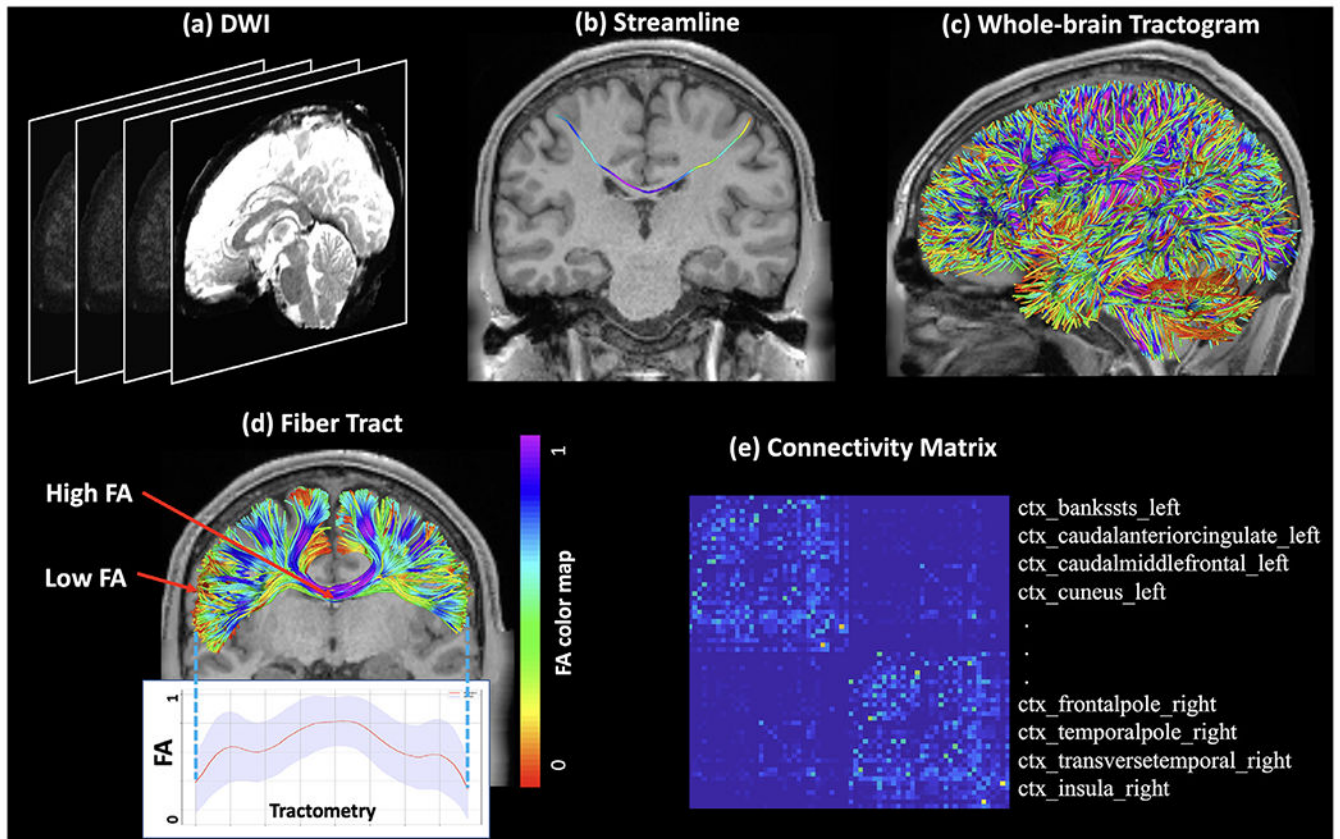 (a) DWI
(b) Streamline
(c) Whole-brain Tractogram
(d) Fiber Tract
High FA
Low FA
1
FA color map
0
1
FA
0
Tractometry
(e) Connectivity Matrix
ctx_bankssts_left
ctx_caudalanteriorcingulate_left
ctx_caudalmiddlefrontal_left
ctx_cuneus_left
.
.
.
ctx_frontalpole_right
ctx_temporalpole_right
ctx_transversetemporal_right
ctx_insula_right